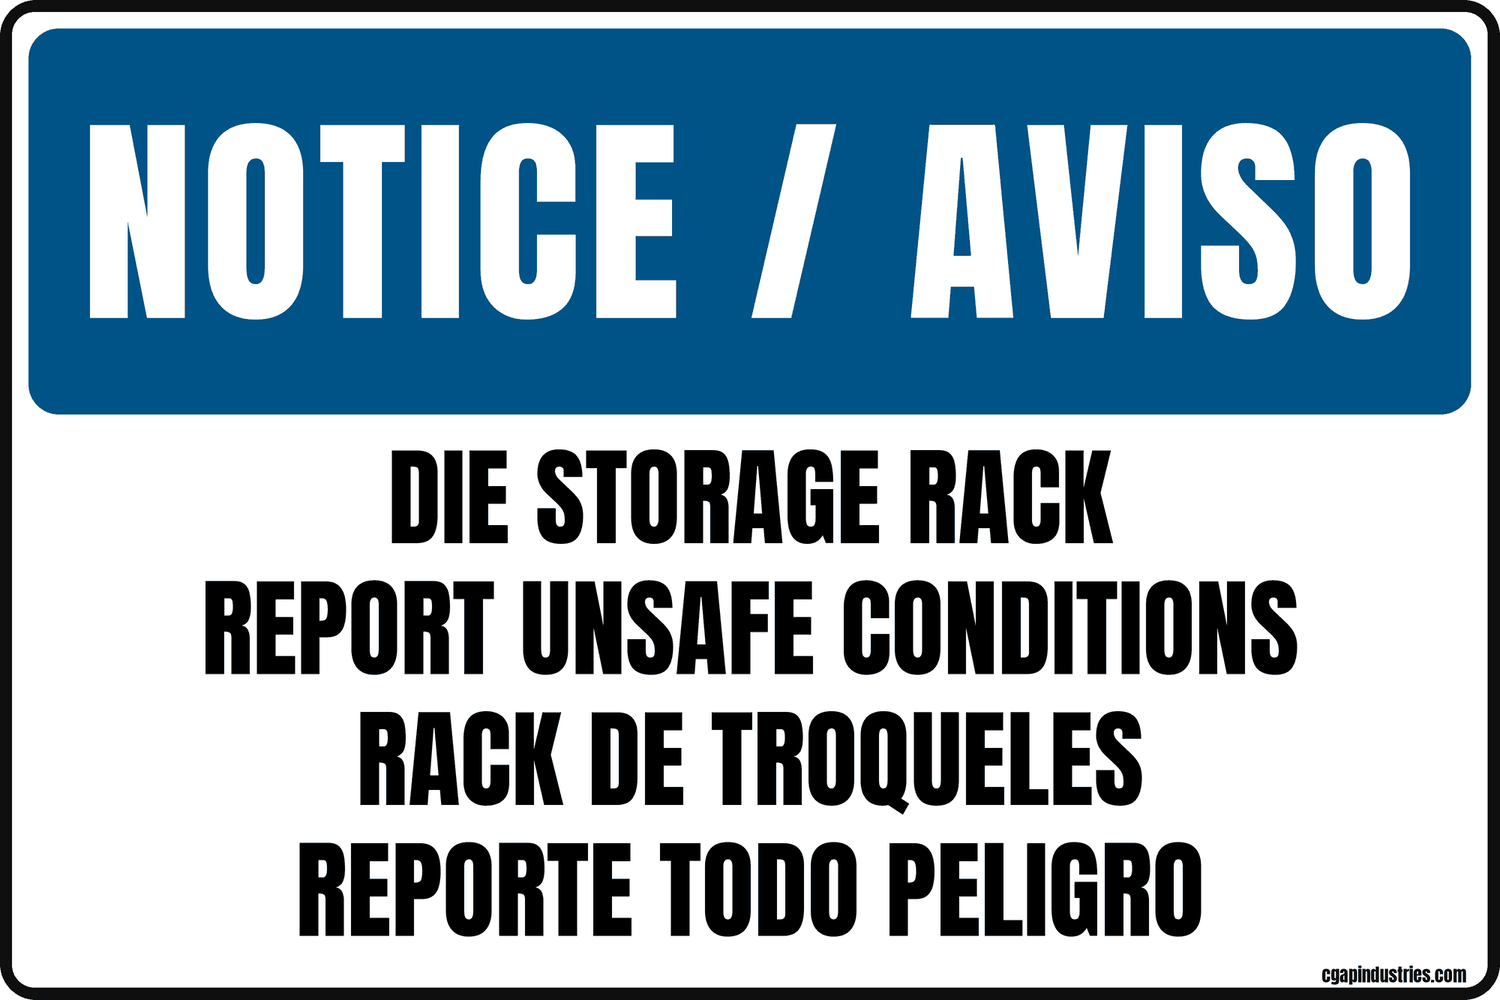 NOTICE / AVISO
DIE STORAGE RACK
REPORT UNSAFE CONDITIONS
RACK DE TROQUELES
REPORTE TODO PELIGRO
cgapindustries.com